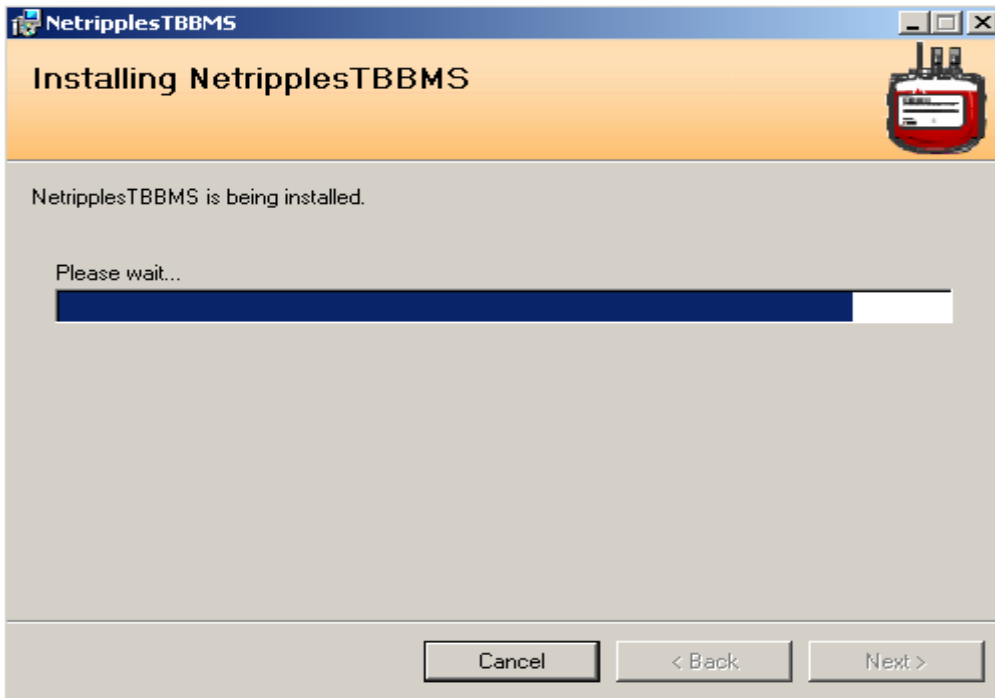 NetripplesTBBMS
Installing NetripplesTBBMS
NetripplesTBBMS is being installed.
Please wait...
Cancel
< Back
Next >